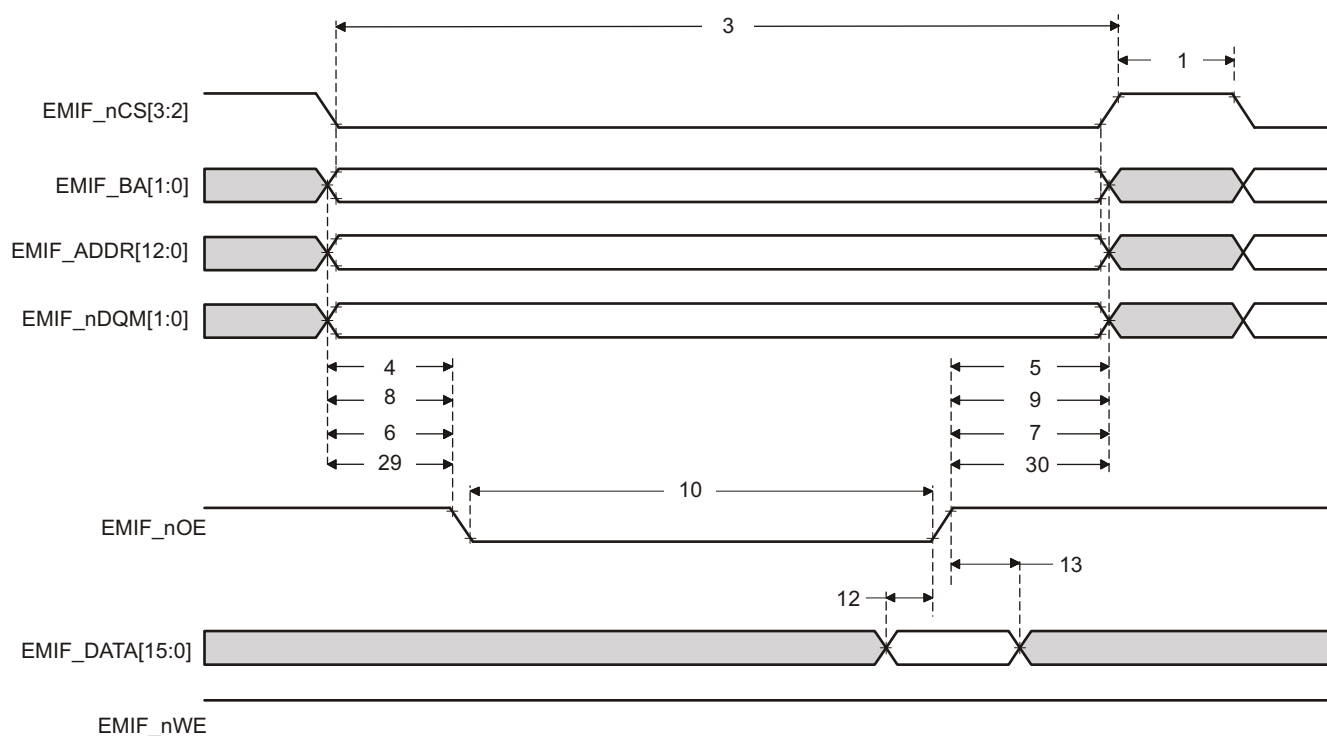 3
1
EMIF_nCS[3:2]
EMIF_BA[1:0]
EMIF_ADDR[12:0]
EMIF_nDQM[1:0]
4 5
8 9
6 7
29 30
10
EMIF_nOE
13
12
EMIF_DATA[15:0]
EMIF_nWE